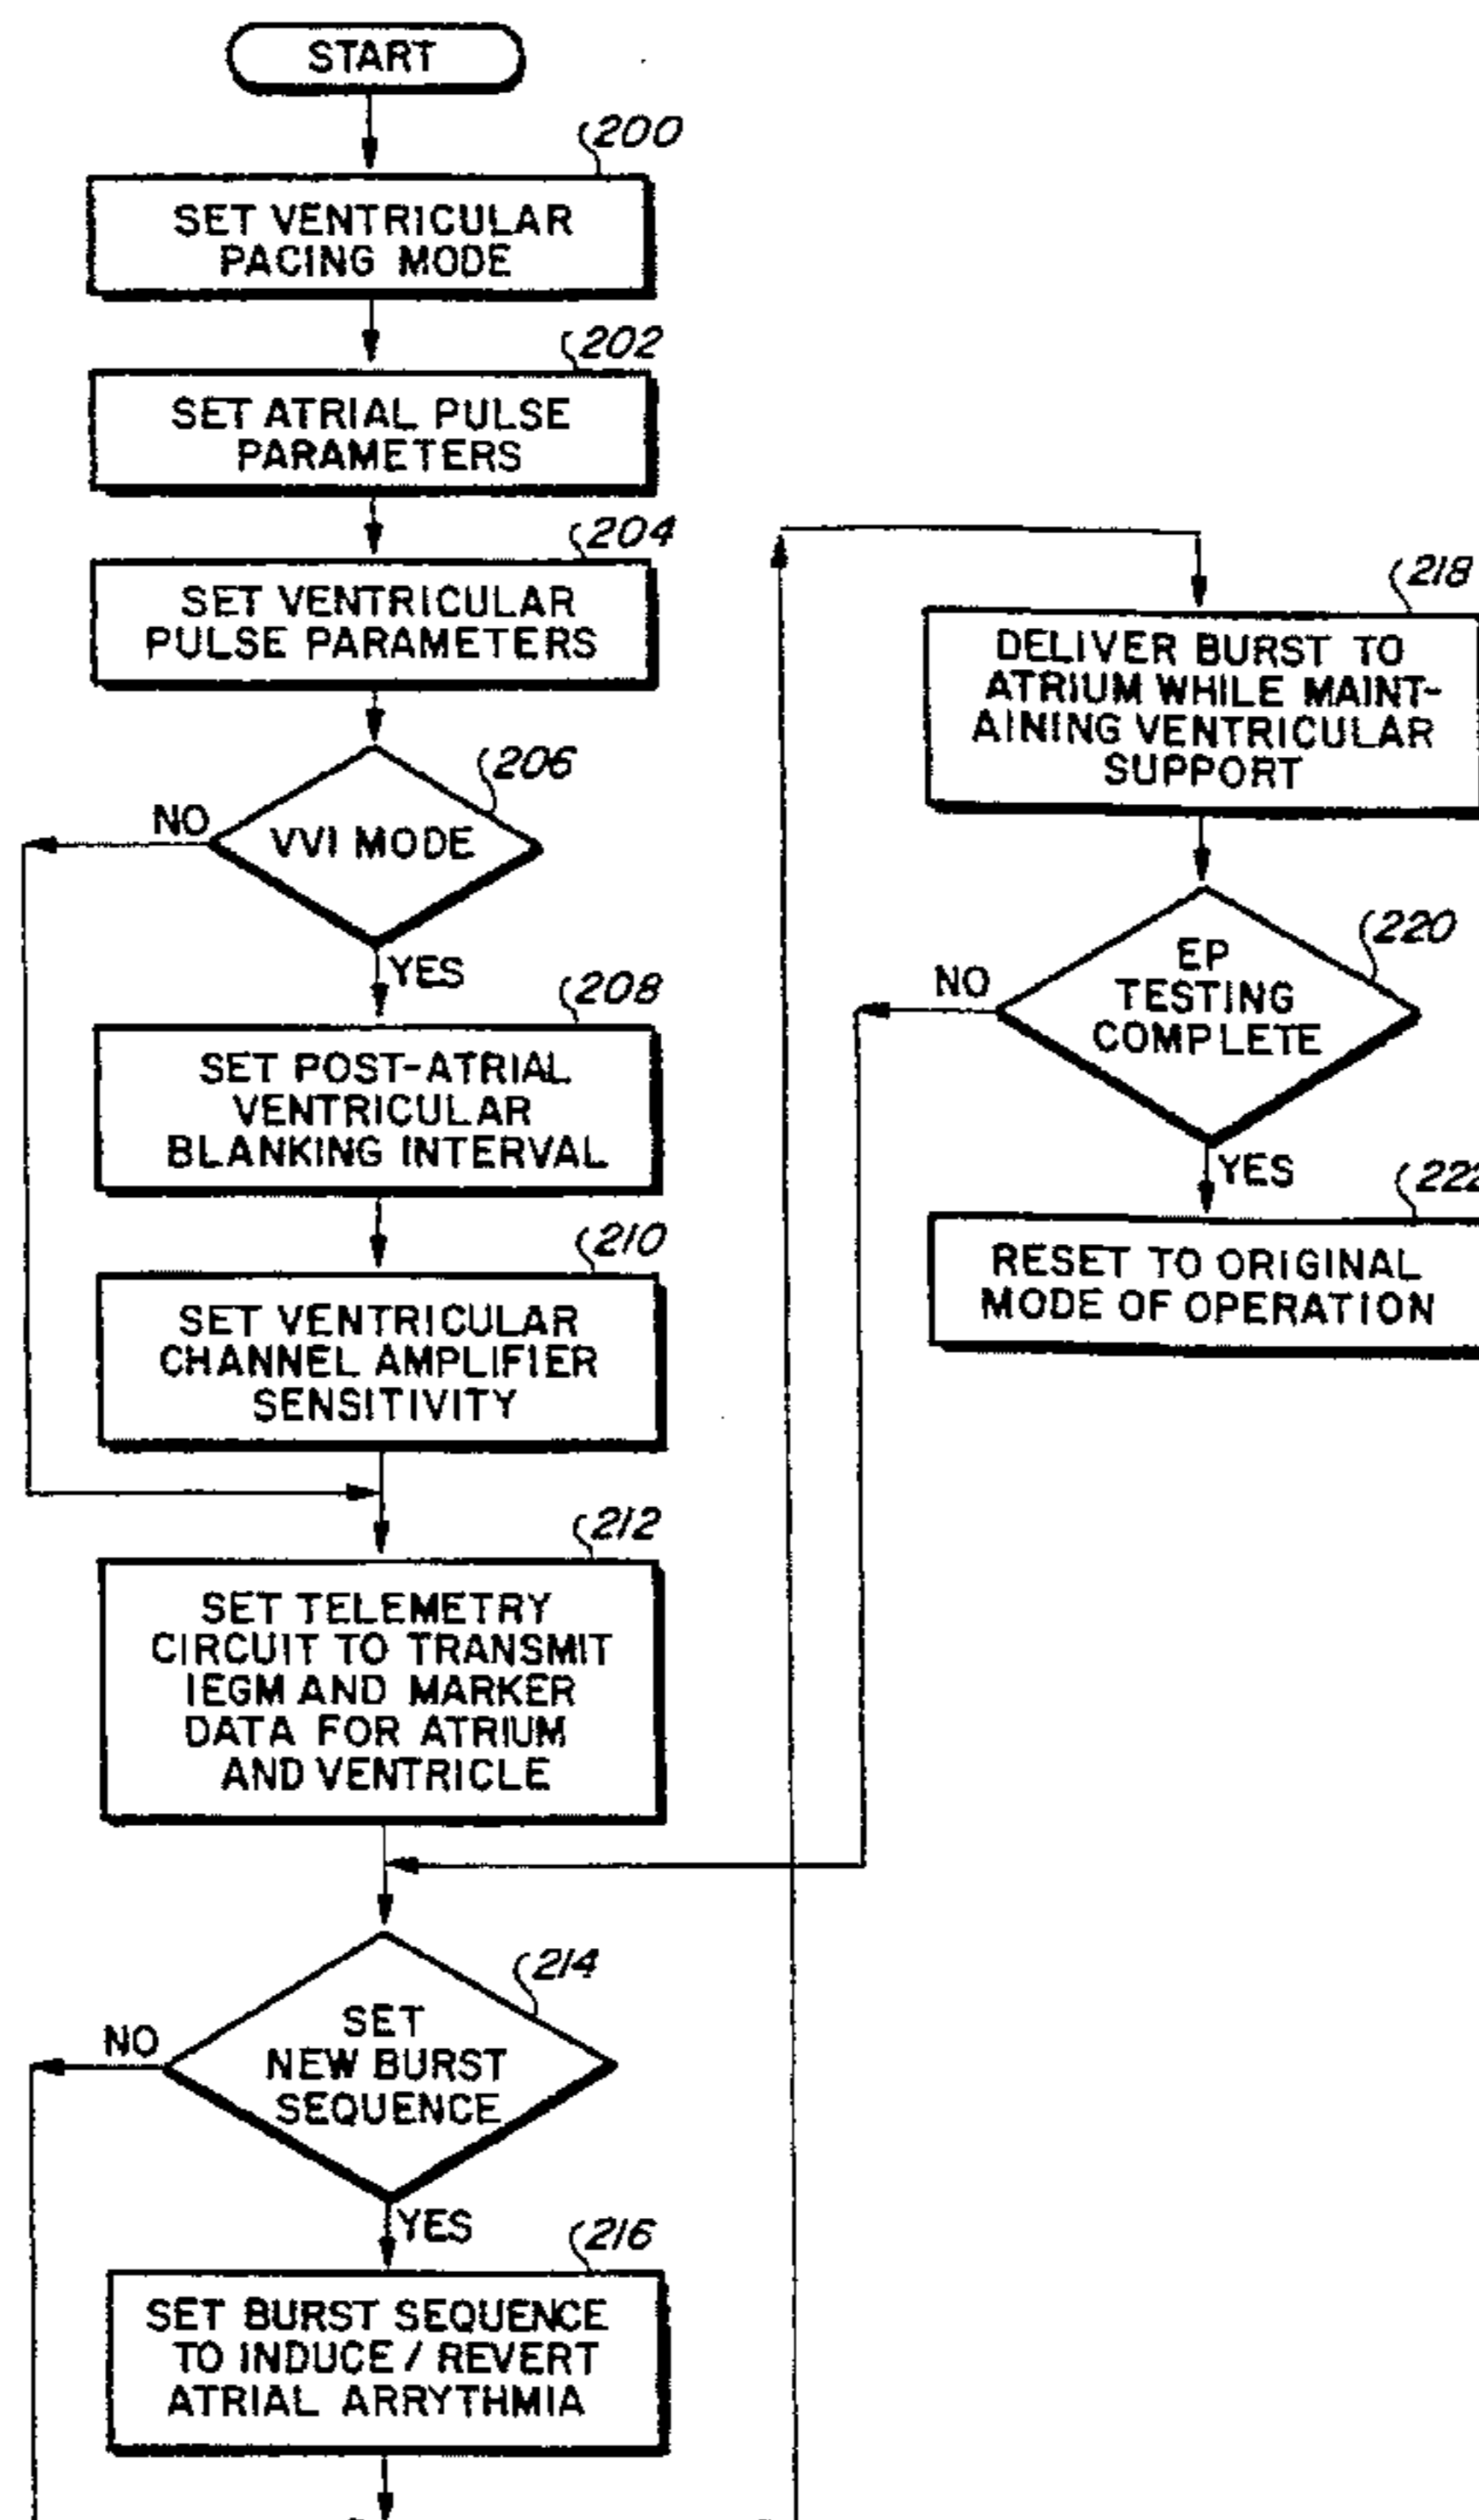 START
200
SET VENTRICULAR
PACING MODE
202
SET ATRIAL PULSE
PARAMETERS
204
SET VENTRICULAR
PULSE PARAMETERS
206
VVI MODE
NO
YES
208
SET POST-ATRIAL
VENTRICULAR
BLANKING INTERVAL
210
SET VENTRICULAR
CHANNEL AMPLIFIER
SENSITIVITY
212
SET TELEMETRY
CIRCUIT TO TRANSMIT
IEGM AND MARKER
DATA FOR ATRIUM
AND VENTRICLE
214
SET
NEW BURST
SEQUENCE
NO
YES
216
SET BURST SEQUENCE
TO INDUCE / REVERT
ATRIAL ARRYTHMIA
218
DELIVER BURST TO
ATRIUM WHILE MAINT-
AINING VENTRICULAR
SUPPORT
220
EP
TESTING
COMPLETE
NO
YES
222
RESET TO ORIGINAL
MODE OF OPERATION